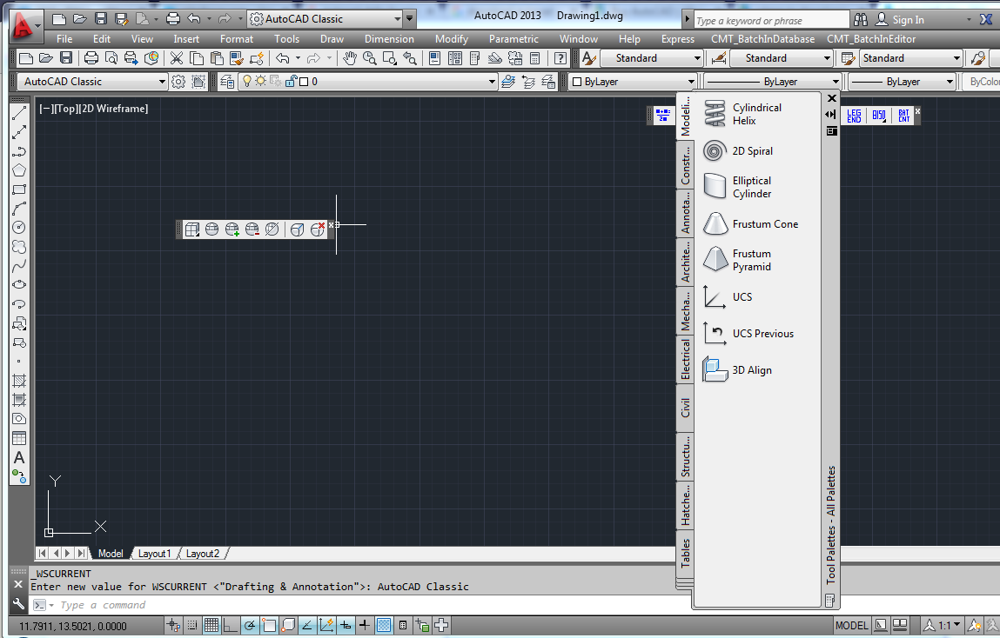 AutoCAD Classic
AutoCAD 2013 Drawing1.dwg
Type a keyword or phrase
Sign In
File Edit View Insert Format Tools Draw Dimension Modify Parametric Window Help Express CMT_BatchInDatabase CMT_BatchInEditor
Standard Standard Standard
AutoCAD Classic
0
ByLayer ByLayer ByLayer ByColor
[−][Top][2D Wireframe]
LEG
END
BISO
BAT
ENT
Modeli...
Constr...
Annota...
Archite...
Mecha...
Electrical
Civil
Structu...
Hatche...
Tables
Cylindrical
Helix
2D Spiral
Elliptical
Cylinder
Frustum Cone
Frustum
Pyramid
UCS
UCS Previous
3D Align
Tool Palettes - All Palettes
A
Y
X
Model Layout1 Layout2
_WSCURRENT
Enter new value for WSCURRENT <"Drafting & Annotation">: AutoCAD Classic
Type a command
11.7911, 13.5021, 0.0000
MODEL
1:1